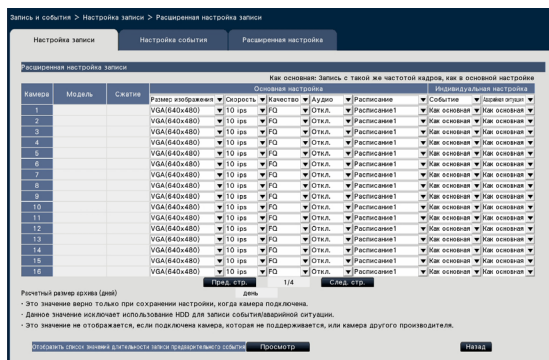 Запись и события > Настройка записи > Расширенная настройка записи
Настройка записи Настройка события Расширенная настройка
Расширенная настройка записи
Как основная: Запись с такой же частотой кадров, как в основной настройке
Камера Модель Сжатие Основная настройка Индивидуальная настройка
Размер изображения Скорость Качество Аудио Расписание Событие Аварийная ситуация
1 VGA(640x480) 10 ips FQ Откл. Расписание1 Как основная Как основная
2 VGA(640x480) 10 ips FQ Откл. Расписание1 Как основная Как основная
3 VGA(640x480) 10 ips FQ Откл. Расписание1 Как основная Как основная
4 VGA(640x480) 10 ips FQ Откл. Расписание1 Как основная Как основная
5 VGA(640x480) 10 ips FQ Откл. Расписание1 Как основная Как основная
6 VGA(640x480) 10 ips FQ Откл. Расписание1 Как основная Как основная
7 VGA(640x480) 10 ips FQ Откл. Расписание1 Как основная Как основная
8 VGA(640x480) 10 ips FQ Откл. Расписание1 Как основная Как основная
9 VGA(640x480) 10 ips FQ Откл. Расписание1 Как основная Как основная
10 VGA(640x480) 10 ips FQ Откл. Расписание1 Как основная Как основная
11 VGA(640x480) 10 ips FQ Откл. Расписание1 Как основная Как основная
12 VGA(640x480) 10 ips FQ Откл. Расписание1 Как основная Как основная
13 VGA(640x480) 10 ips FQ Откл. Расписание1 Как основная Как основная
14 VGA(640x480) 10 ips FQ Откл. Расписание1 Как основная Как основная
15 VGA(640x480) 10 ips FQ Откл. Расписание1 Как основная Как основная
16 VGA(640x480) 10 ips FQ Откл. Расписание1 Как основная Как основная
Пред. стр. 1/4 След. стр.
Расчетный размер архива (дней) день
· Это значение верно только при сохранении настройки, когда камера подключена.
· Данное значение исключает использование HDD для записи события/аварийной ситуации.
· Это значение не отображается, если подключена камера, которая не поддерживается, или камера другого производителя.
Отобразить список значений длительности записи предварительного события Просмотр Назад